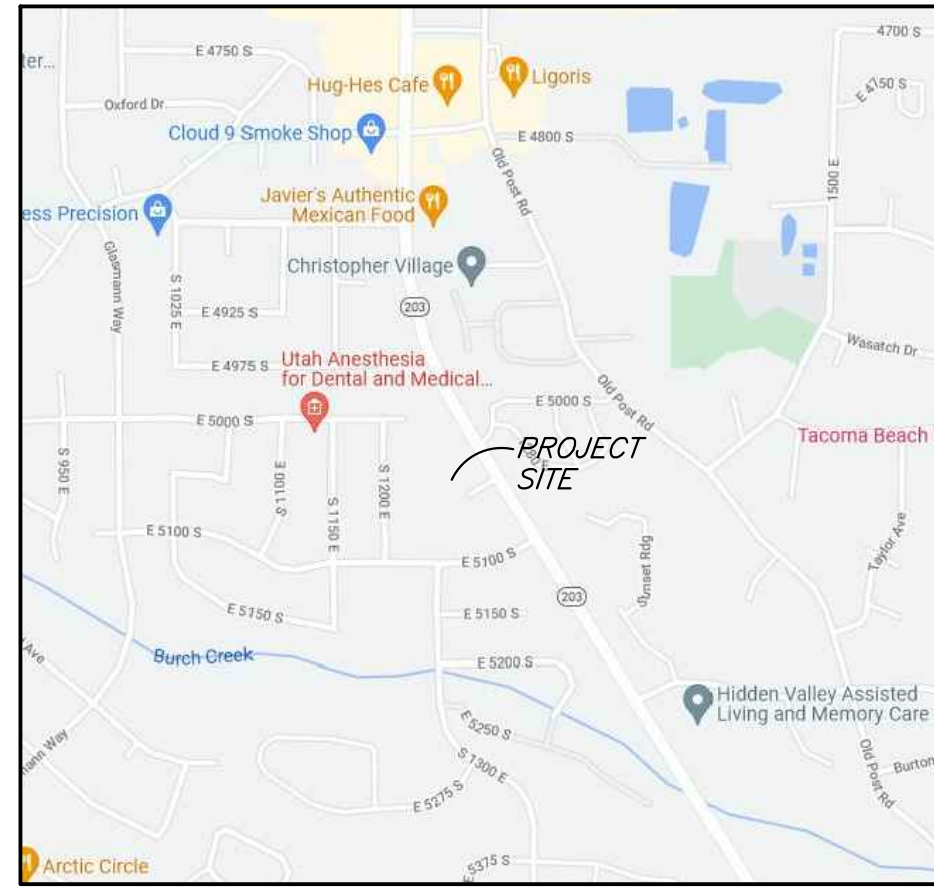 4700 S
E 4750 S
ter...
E 4750 S
Hug-Hes Cafe
Ligoris
Oxford Dr
Cloud 9 Smoke Shop
E 4800 S
Old Post Rd
1500 E
Javier's Authentic
Mexican Food
ess Precision
Glasmann Way
Christopher Village
S 1025 E
203
E 4925 S
Wasatch Dr
E 4975 S
Utah Anesthesia
for Dental and Medical...
Old Post Rd
E 5000 S
E 5000 S
Tacoma Beach
PROJECT
SITE
S 950 E
S 1100 E
S 1150 E
S 1200 E
E 5100 S
E 5100 S
Taylor Ave
Sunset Rdg
203
E 5150 S
E 5150 S
Burch Creek
E 5200 S
Ave
Hidden Valley Assisted
Living and Memory Care
E 5250 S
mann Way
S 1300 E
Old Post Rd
Burton
E 5275 S
Arctic Circle
5375 S